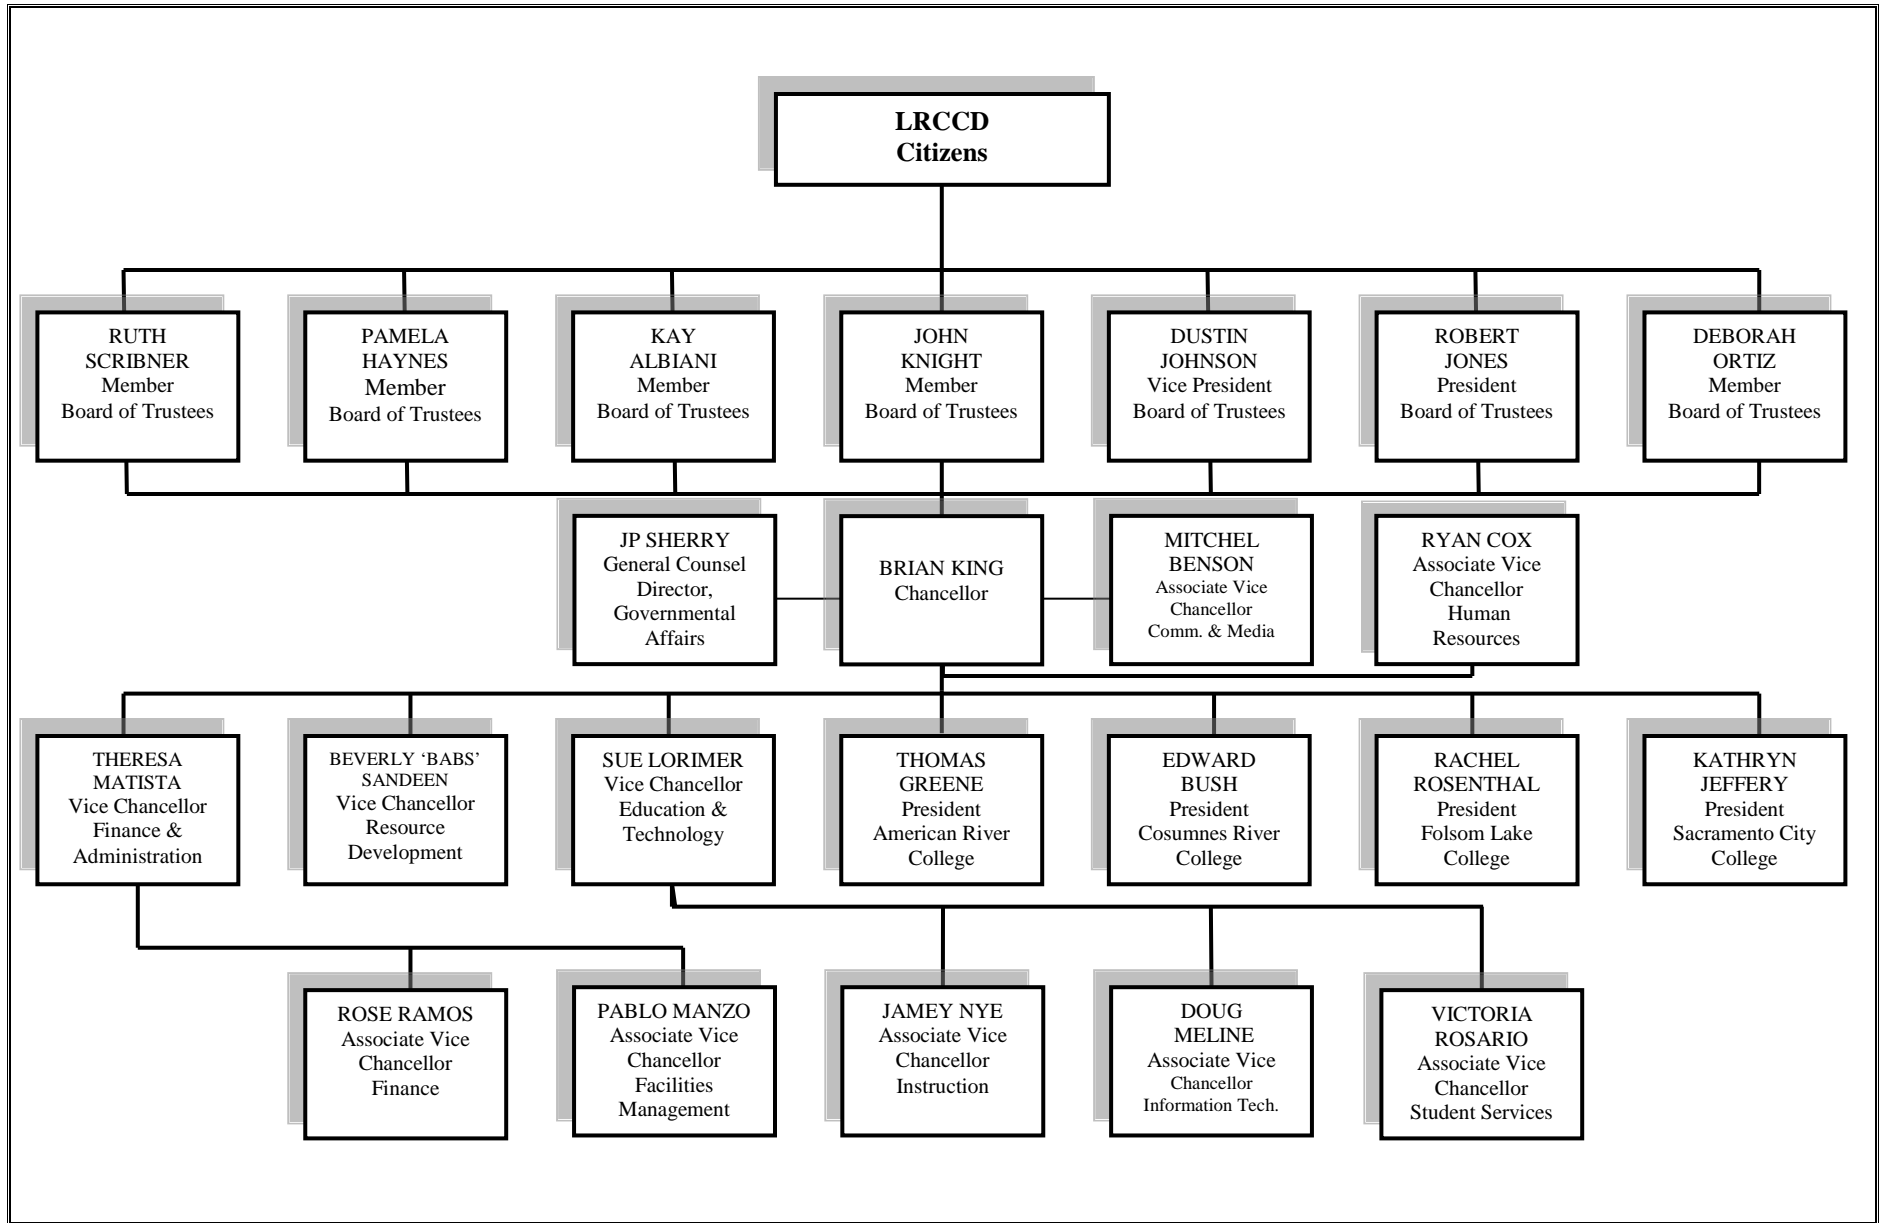 LRCCD
Citizens
RUTH
SCRIBNER
Member
Board of Trustees
PAMELA
HAYNES
Member
Board of Trustees
KAY
ALBIANI
Member
Board of Trustees
JOHN
KNIGHT
Member
Board of Trustees
DUSTIN
JOHNSON
Vice President
Board of Trustees
ROBERT
JONES
President
Board of Trustees
DEBORAH
ORTIZ
Member
Board of Trustees
JP SHERRY
General Counsel
Director,
Governmental
Affairs
BRIAN KING
Chancellor
MITCHEL
BENSON
Associate Vice
Chancellor
Comm. & Media
RYAN COX
Associate Vice
Chancellor
Human
Resources
THERESA
MATISTA
Vice Chancellor
Finance &
Administration
BEVERLY ‘BABS’
SANDEEN
Vice Chancellor
Resource
Development
SUE LORIMER
Vice Chancellor
Education &
Technology
THOMAS
GREENE
President
American River
College
EDWARD
BUSH
President
Cosumnes River
College
RACHEL
ROSENTHAL
President
Folsom Lake
College
KATHRYN
JEFFERY
President
Sacramento City
College
ROSE RAMOS
Associate Vice
Chancellor
Finance
PABLO MANZO
Associate Vice
Chancellor
Facilities
Management
JAMEY NYE
Associate Vice
Chancellor
Instruction
DOUG
MELINE
Associate Vice
Chancellor
Information Tech.
VICTORIA
ROSARIO
Associate Vice
Chancellor
Student Services